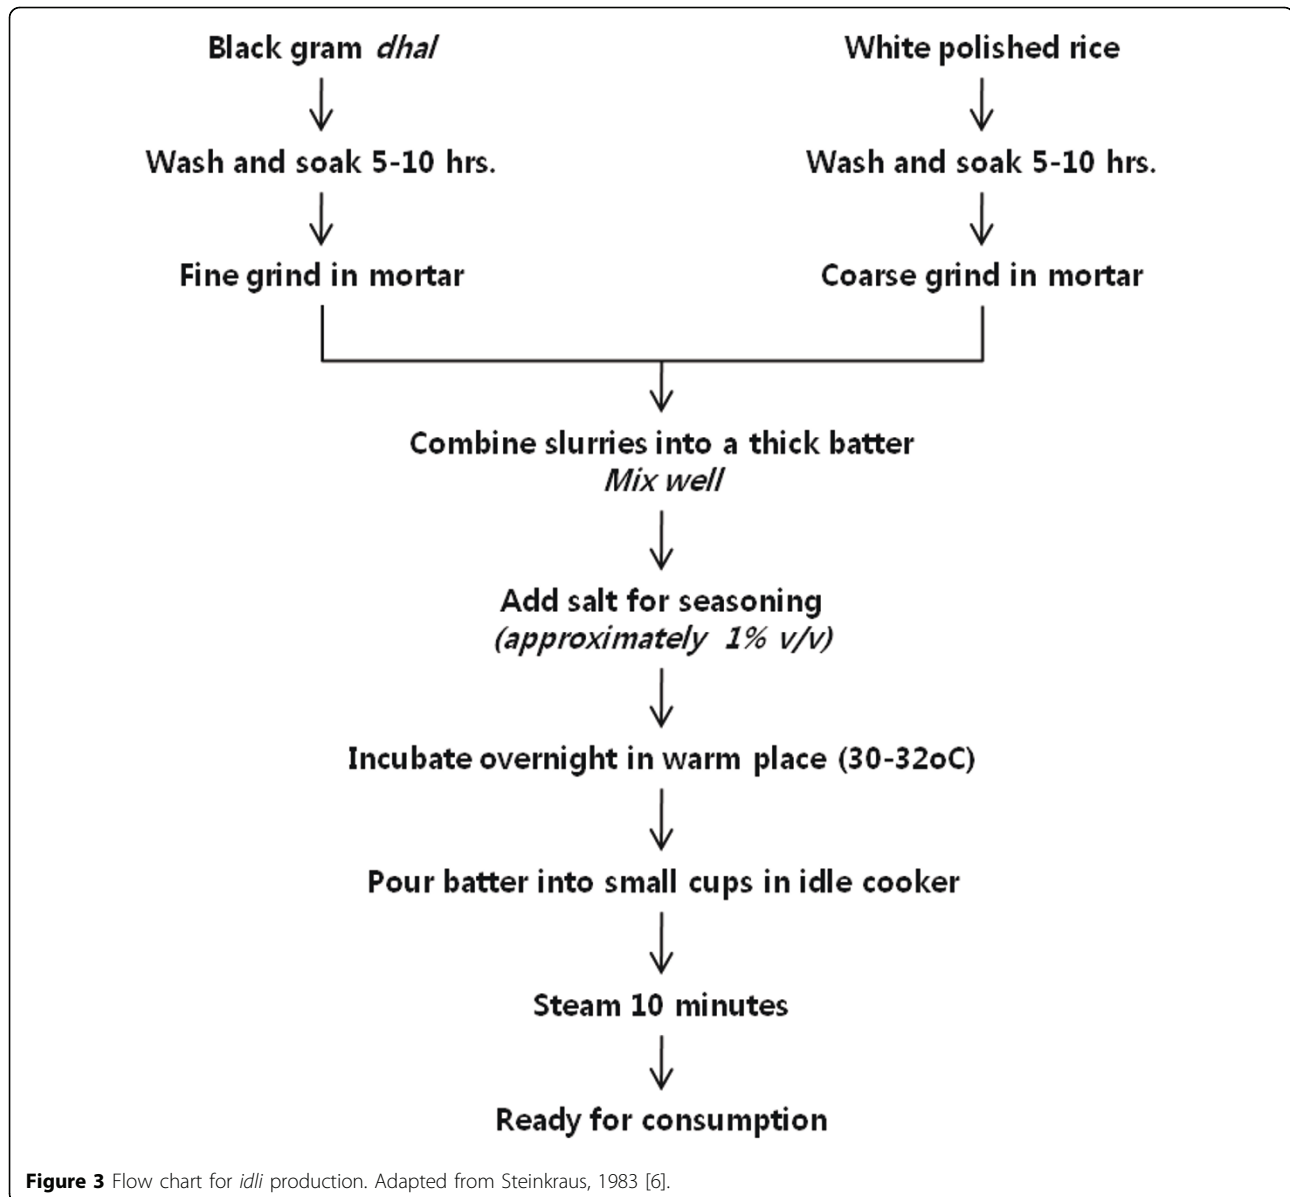 Black gram dhal
White polished rice
Wash and soak 5-10 hrs.
Wash and soak 5-10 hrs.
Fine grind in mortar
Coarse grind in mortar
Combine slurries into a thick batter
Mix well
Add salt for seasoning
(approximately 1% v/v)
Incubate overnight in warm place (30-32oC)
Pour batter into small cups in idle cooker
Steam 10 minutes
Ready for consumption
Figure 3 Flow chart for idli production. Adapted from Steinkraus, 1983 [6].